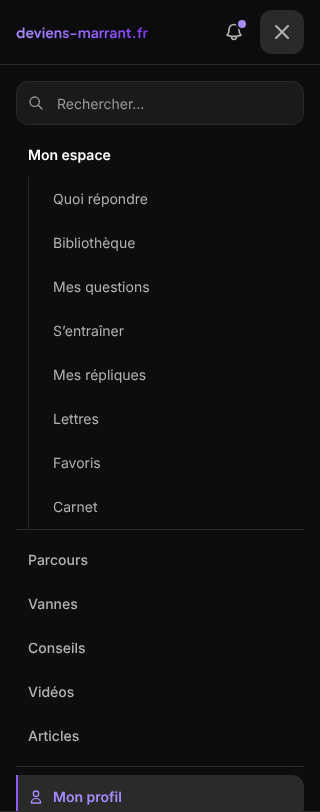 deviens-marrant.fr
Rechercher...
Mon espace
Quoi répondre
Bibliothèque
Mes questions
S'entraîner
Mes répliques
Lettres
Favoris
Carnet
Parcours
Vannes
Conseils
Vidéos
Articles
Mon profil